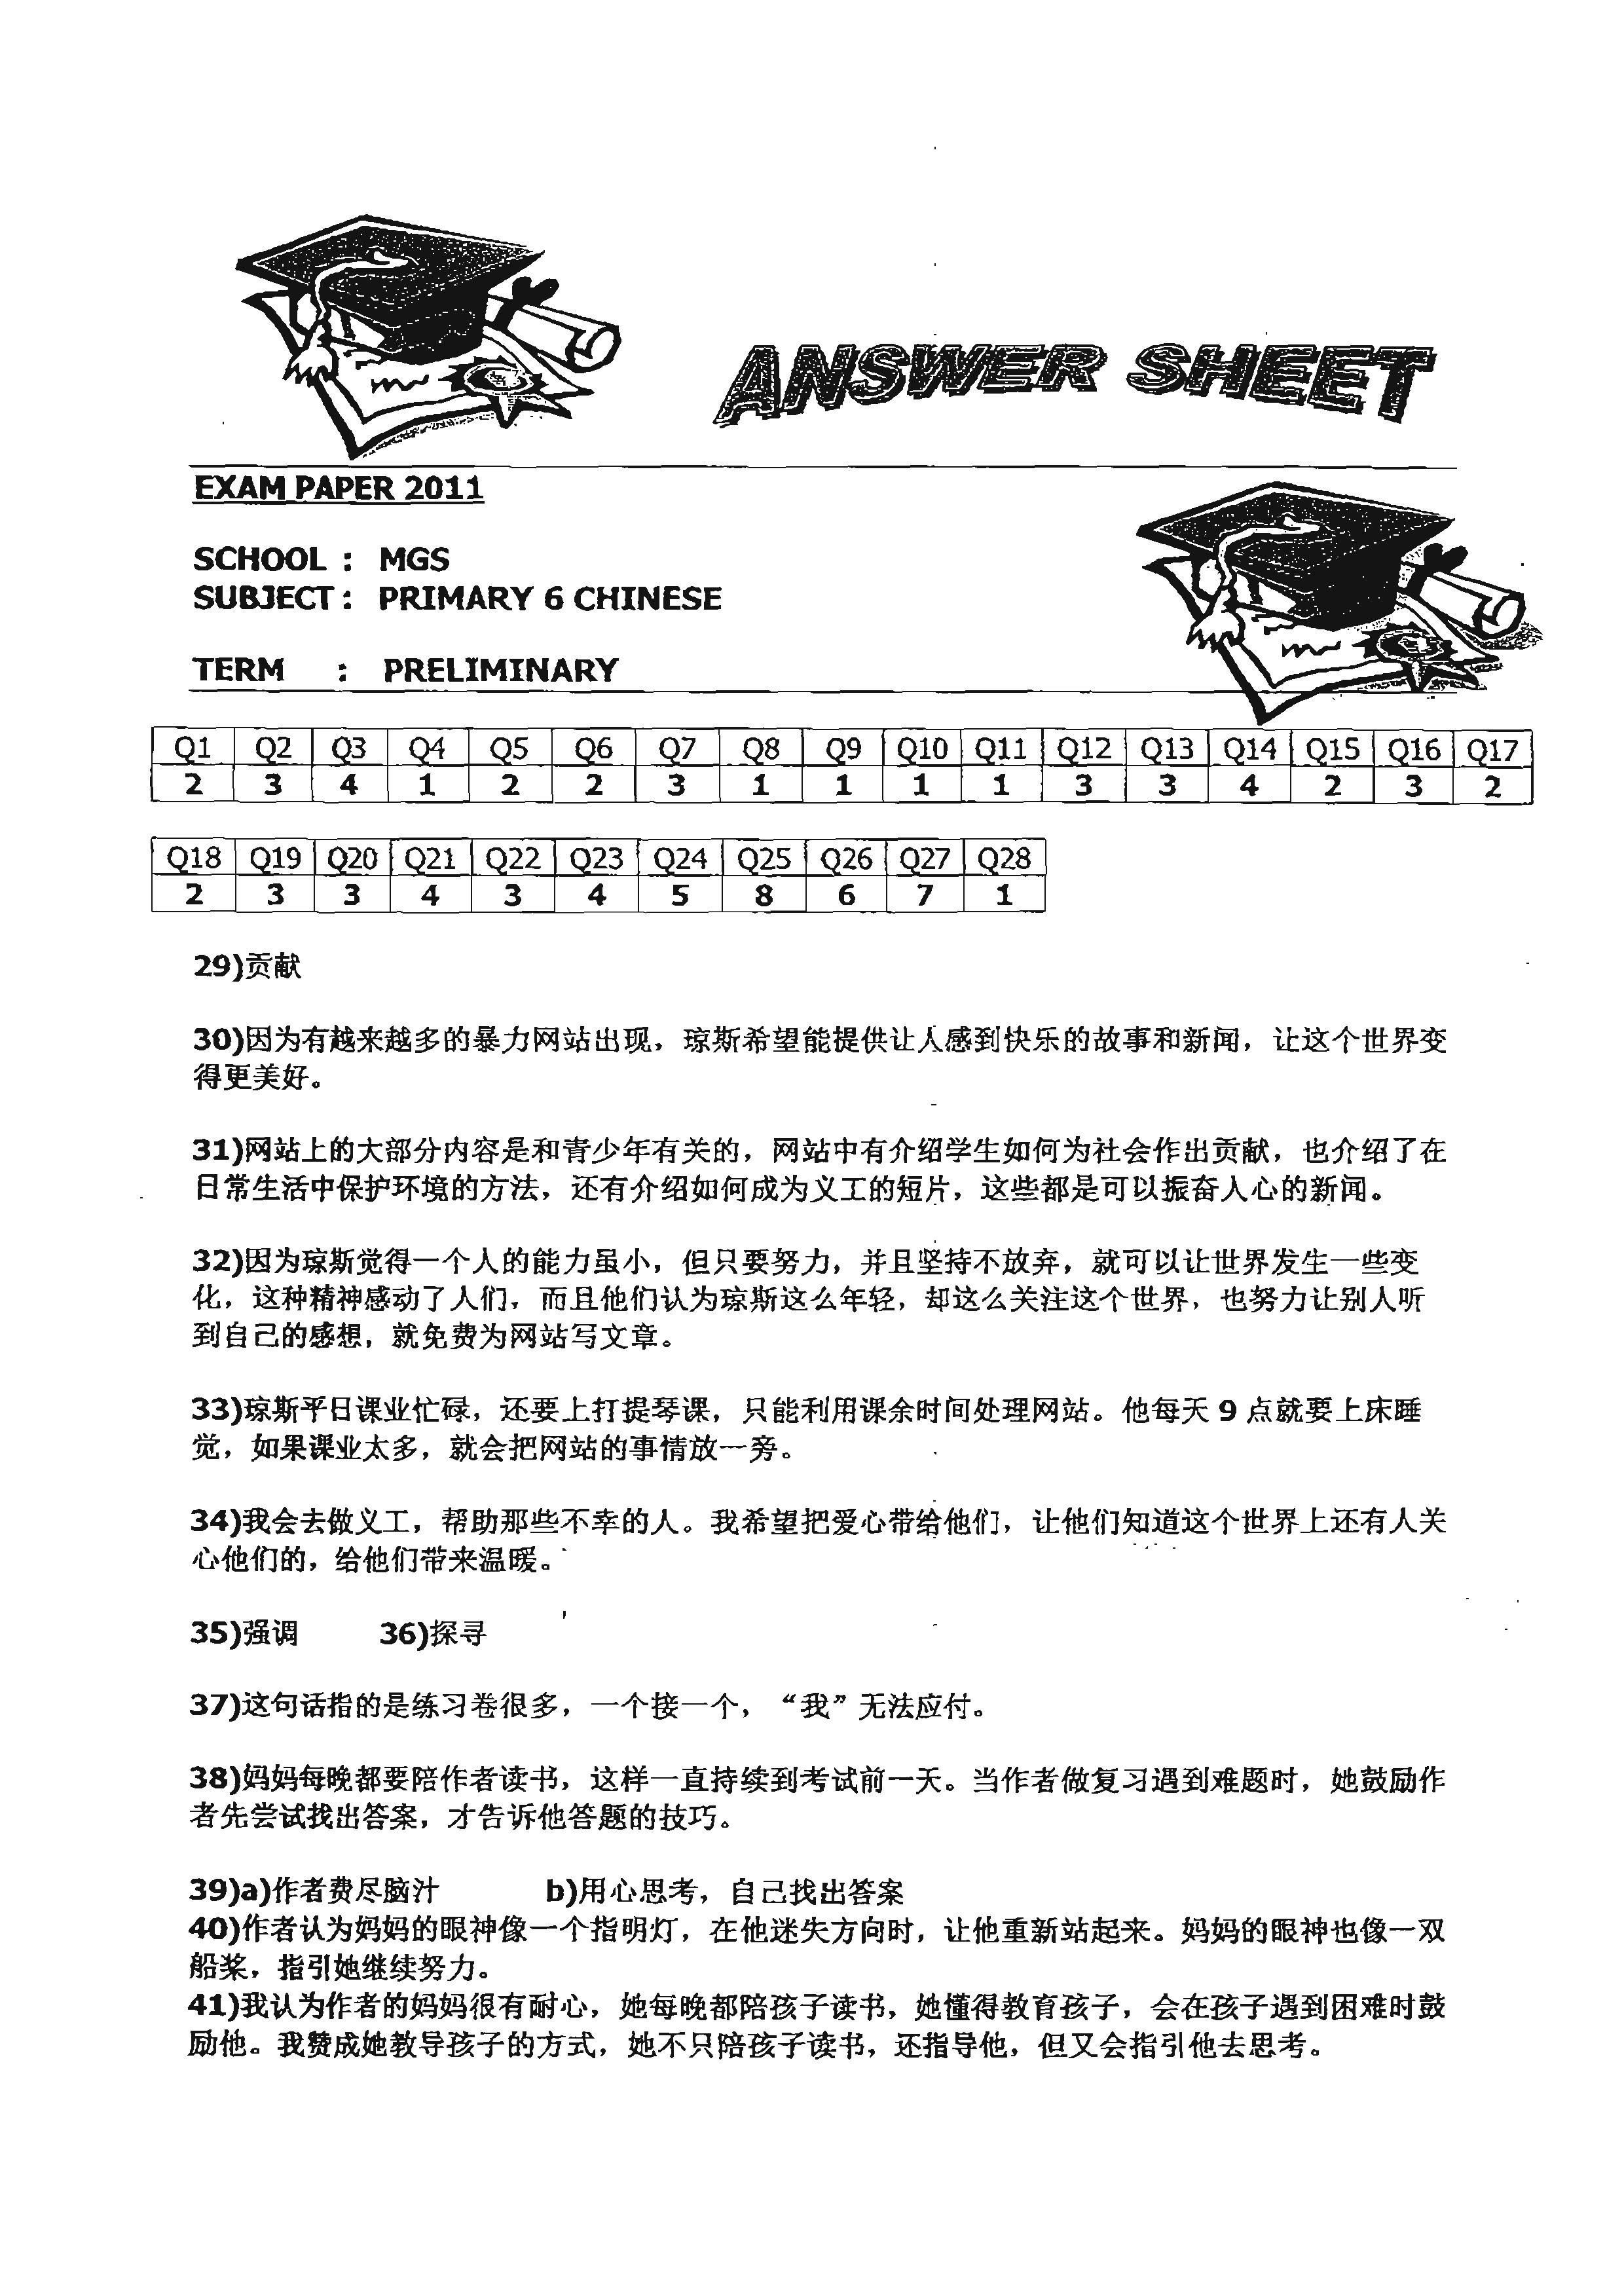 ANSWER SHEET
EXAM PAPER 2011
SCHOOL : MGS
SUBJECT : PRIMARY 6 CHINESE
TERM : PRELIMINARY
Q1 Q2 Q3 Q4 Q5 Q6 Q7 Q8 Q9 Q10 Q11 Q12 Q13 Q14 Q15 Q16 Q17
2 3 4 1 2 2 3 1 1 1 1 3 3 4 2 3 2
Q18 Q19 Q20 Q21 Q22 Q23 Q24 Q25 Q26 Q27 Q28
2 3 3 4 3 4 5 8 6 7 1
29)贡献
30)因为有越来越多的暴力网站出现，琼斯希望能提供让人感到快乐的故事和新闻，让这个世界变
得更美好。
31)网站上的大部分内容是和青少年有关的，网站中有介绍学生如何为社会作出贡献，也介绍了在
日常生活中保护环境的方法，还有介绍如何成为义工的短片，这些都是可以振奋人心的新闻。
32)因为琼斯觉得一个人的能力虽小，但只要努力，并且坚持不放弃，就可以让世界发生一些变
化，这种精神感动了人们，而且他们认为琼斯这么年轻，却这么关注这个世界，也努力让别人听
到自己的感想，就免费为网站写文章。
33)琼斯平日课业忙碌，还要上打提琴课，只能利用课余时间处理网站。他每天 9 点就要上床睡
觉，如果课业太多，就会把网站的事情放一旁。
34)我会去做义工，帮助那些不幸的人。我希望把爱心带给他们，让他们知道这个世界上还有人关
心他们的，给他们带来温暖。
35)强调 36)探寻
37)这句话指的是练习卷很多，一个接一个，“我”无法应付。
38)妈妈每晚都要陪作者读书，这样一直持续到考试前一天。当作者做复习遇到难题时，她鼓励作
者先尝试找出答案，才告诉他答题的技巧。
39)a)作者费尽脑汁 b)用心思考，自己找出答案
40)作者认为妈妈的眼神像一个指明灯，在他迷失方向时，让他重新站起来。妈妈的眼神也像一双
船桨，指引她继续努力。
41)我认为作者的妈妈很有耐心，她每晚都陪孩子读书，她懂得教育孩子，会在孩子遇到困难时鼓
励他。我赞成她教导孩子的方式，她不只陪孩子读书，还指导他，但又会指引他去思考。